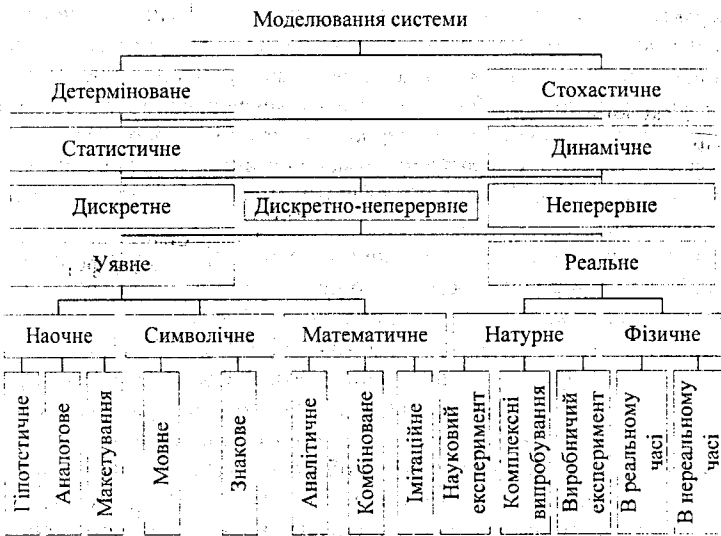 Моделювання системи
Детерміноване Стохастичне
Статистичне Динамічне
Дискретне Дискретно-неперервне Неперервне
Уявне Реальне
Наочне Символічне Математичне Натурне Фізичне
Гіпотетичне
Аналогове
Макетування
Мовне
Знакове
Аналітичне
Комбіноване
Імітаційне
Науковий
експеримент
Комплексні
випробування
Виробничий
експеримент
В реальному
часі
В нереальному
часі